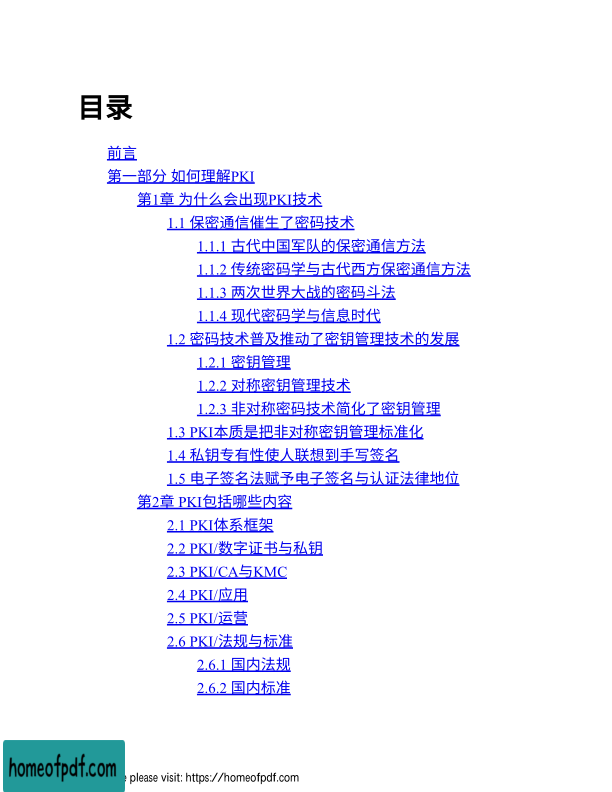 目录
前言
第一部分 如何理解PKI
第1章 为什么会出现PKI技术
1.1 保密通信催生了密码技术
1.1.1 古代中国军队的保密通信方法
1.1.2 传统密码学与古代西方保密通信方法
1.1.3 两次世界大战的密码斗法
1.1.4 现代密码学与信息时代
1.2 密码技术普及推动了密钥管理技术的发展
1.2.1 密钥管理
1.2.2 对称密钥管理技术
1.2.3 非对称密码技术简化了密钥管理
1.3 PKI本质是把非对称密钥管理标准化
1.4 私钥专有性使人联想到手写签名
1.5 电子签名法赋予电子签名与认证法律地位
第2章 PKI包括哪些内容
2.1 PKI体系框架
2.2 PKI/数字证书与私钥
2.3 PKI/CA与KMC
2.4 PKI/应用
2.5 PKI/运营
2.6 PKI/法规与标准
2.6.1 国内法规
2.6.2 国内标准
homeofpdf.com
please visit: https://homeofpdf.com